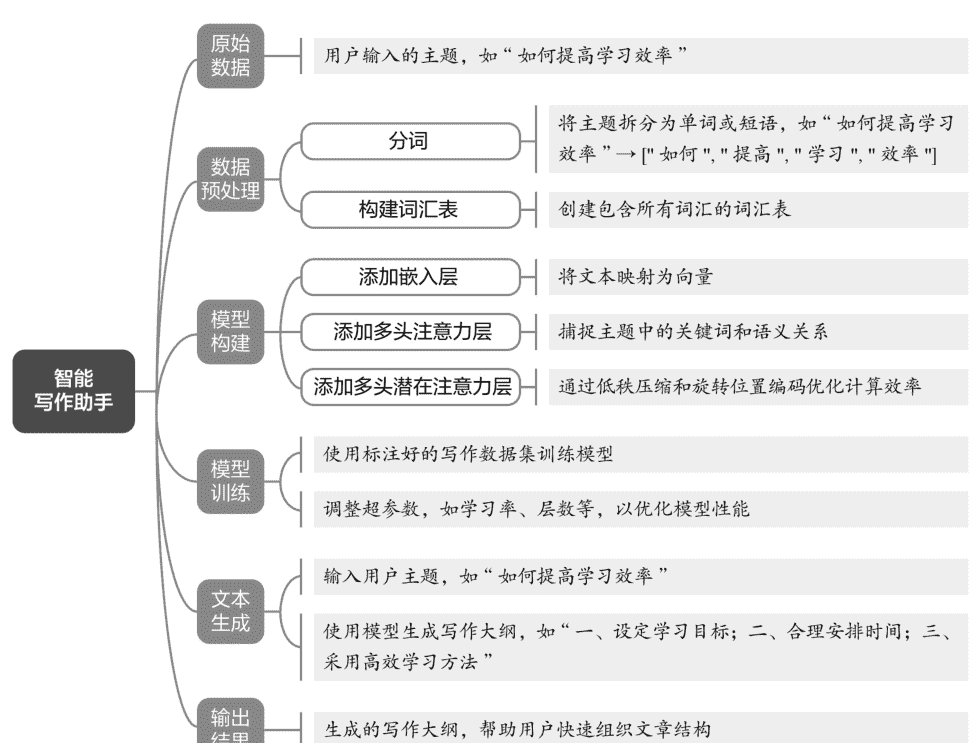 智能
写作助手
原始
数据
用户输入的主题，如“如何提高学习效率”
数据
预处理
分词
将主题拆分为单词或短语，如“如何提高学习
效率”→ ["如何", "提高", "学习", "效率"]
构建词汇表
创建包含所有词汇的词汇表
模型
构建
添加嵌入层
将文本映射为向量
添加多头注意力层
捕捉主题中的关键词和语义关系
添加多头潜在注意力层
通过低秩压缩和旋转位置编码优化计算效率
模型
训练
使用标注好的写作数据集训练模型
调整超参数，如学习率、层数等，以优化模型性能
文本
生成
输入用户主题，如“如何提高学习效率”
使用模型生成写作大纲，如“一、设定学习目标；二、合理安排时间；三、
采用高效学习方法”
输出
结果
生成的写作大纲，帮助用户快速组织文章结构